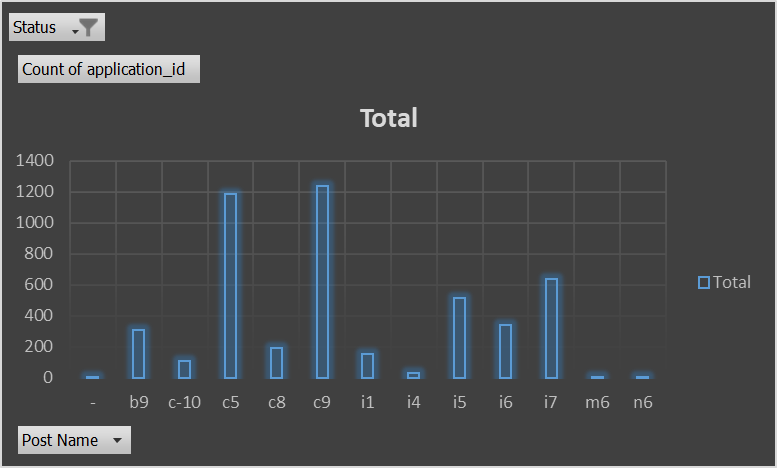 Status
Count of application_id
Total
1400
1200
1000
800
600
400
200
0
- b9 c-10 c5 c8 c9 i1 i4 i5 i6 i7 m6 n6
Total
Post Name